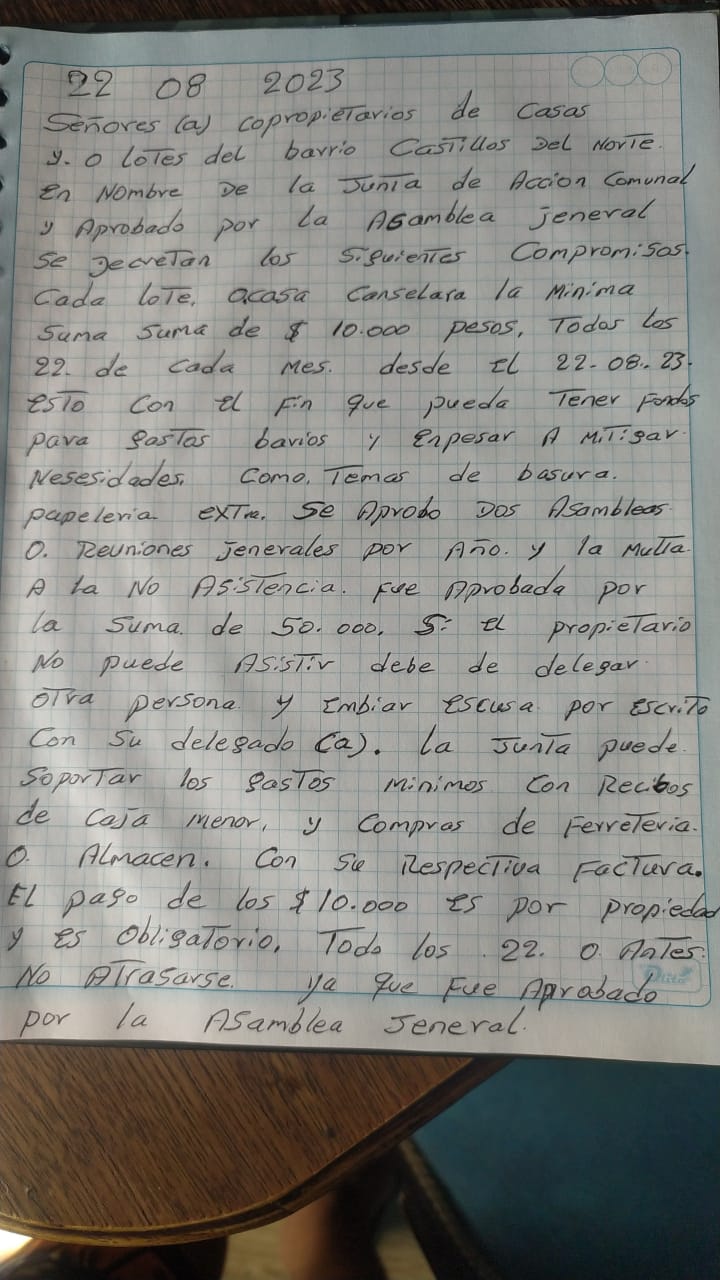 22 08 2023
Señores (a) copropietarios de Casas
y. o loTes del barrio CasTillos Del NorTe.
En Nombre De la JunTa de Accion Comunal
y Aprobado por La Asamblea jeneral
Se DecreTan los SiguienTes Compromisos.
Cada loTe, acasa Canselara la Minima
Suma Suma de $ 10.000 pesos, Todos los
22. de cada Mes. desde El 22-08-.23.
EsTo Con El Fin que pueda Tener Fondos
para gasTos barios y Enpesar A MiTigar.
Nesesidades. Como, Temas de basura.
papeleria exTra. Se Aprobo Dos Asambleas
O. Reuniones Jenerales por Año. y la MulTa
A La No AsisTencia. Fue Aprobada por
la Suma. de 50.000. Si El propieTario
No puede AsisTir debe de delegar.
OTra persona y Embiar Escusa por EscriTo
Con Su delegado (a). La JunTa puede.
SoporTar los gasTos minimos Con Recibos
de Caja menor, y Compras de FerreTeria.
O. Almacen. Con Su RespecTiva FacTura.
EL pago de los $10.000 Es por propiedad
y Es ObligaTorio. Todo los .22. O AnTes.
No ATrasarse. ya que Fue Aprobado
por la ASamblea Jeneral.